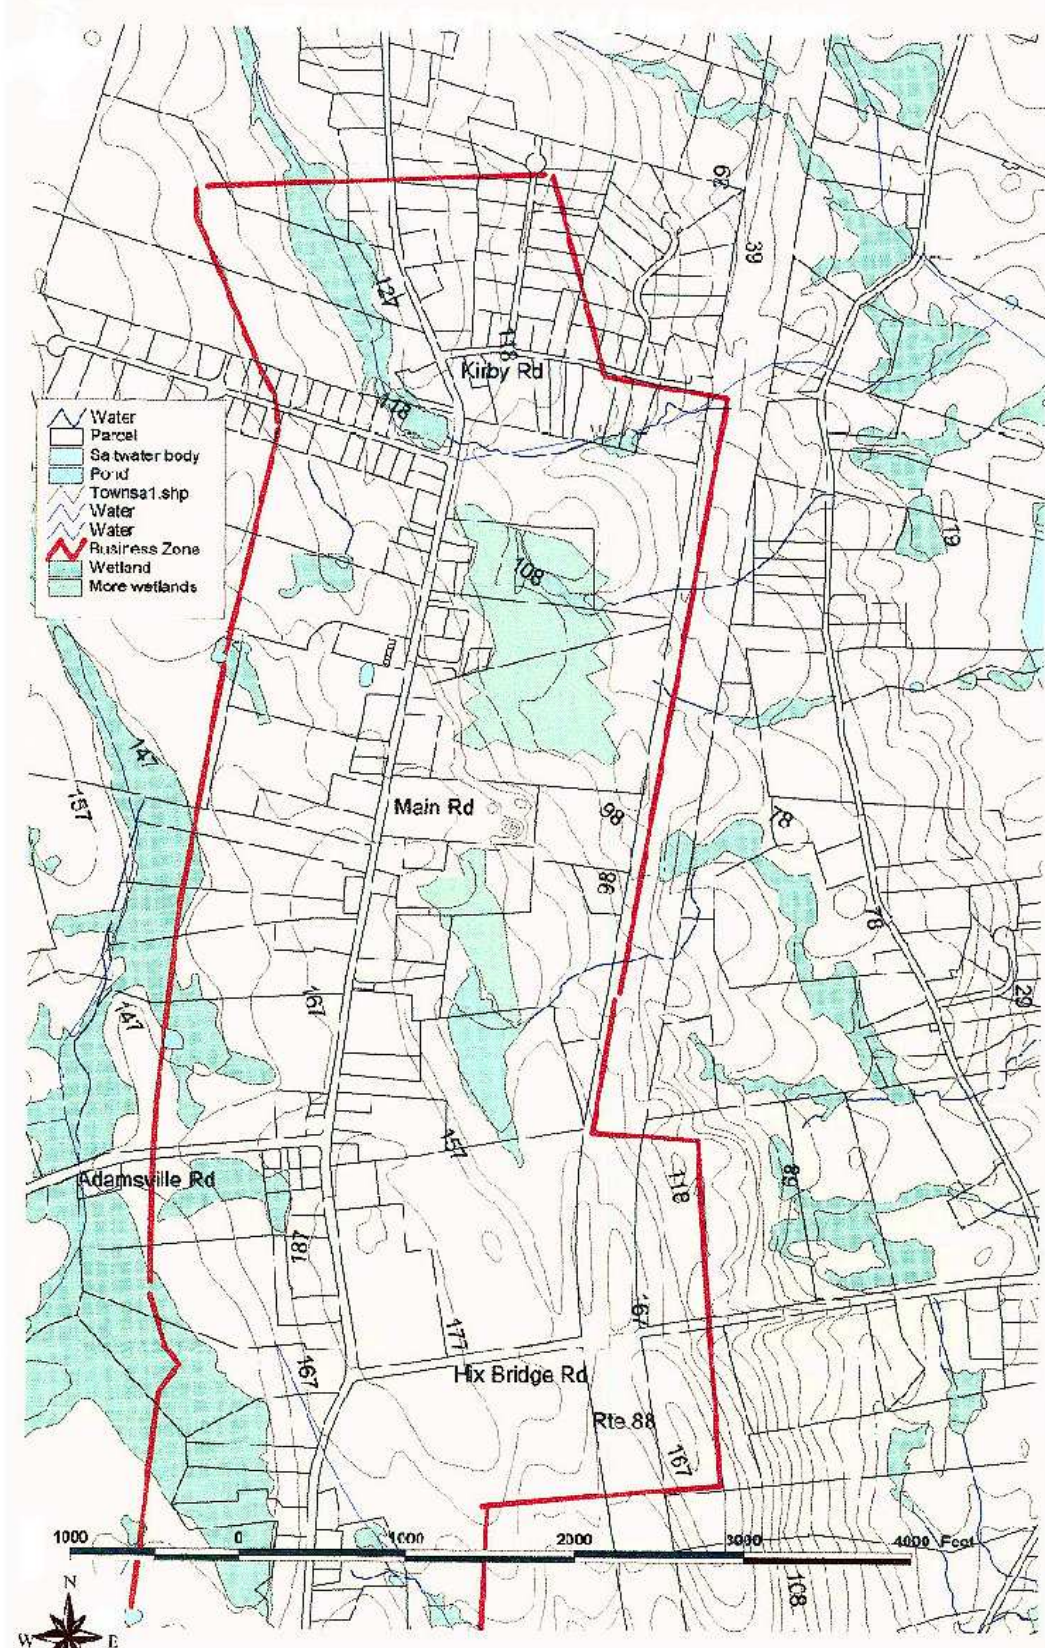 62
39
127
118
Kirby Rd
118
Water
Parcel
Saltwater body
Pond
Townsa1.shp
Water
Water
Business Zone
Wetland
More wetlands
19
108
147
157
Main Rd
98
78
98
78
167
147
29
157
Adamsville Rd
118
98
187
167
177
167
Hix Bridge Rd
Rte.88
167
1000 0 1000 2000 3000 4000 Feet
108
N
W E